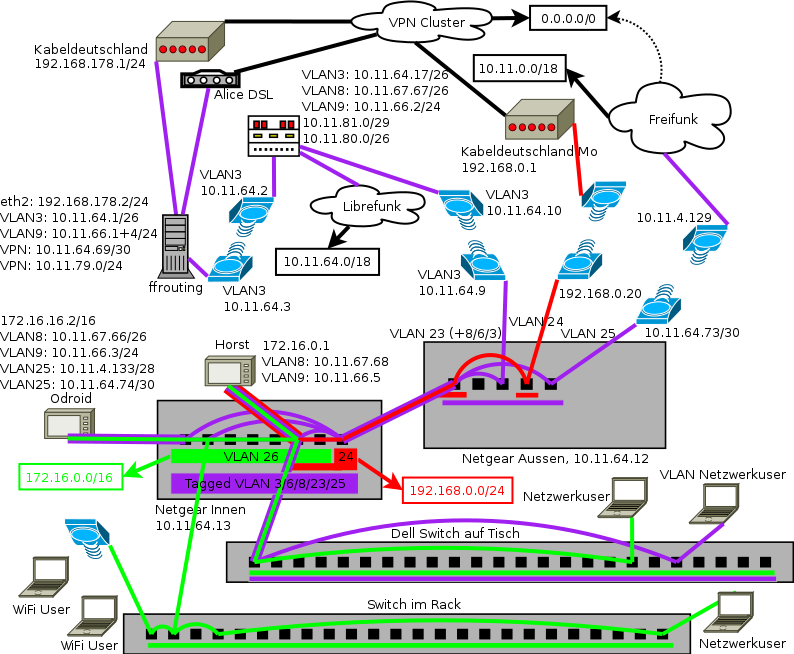 VPN Cluster
0.0.0.0/0
Kabeldeutschland
192.168.178.1/24
Alice DSL
VLAN3: 10.11.64.17/26
VLAN8: 10.11.67.67/26
VLAN9: 10.11.66.2/24
10.11.81.0/29
10.11.80.0/26
10.11.0.0/18
Freifunk
Kabeldeutschland Mo
192.168.0.1
VLAN3
10.11.64.2
Librefunk
VLAN3
10.11.64.10
10.11.4.129
eth2: 192.168.178.2/24
VLAN3: 10.11.64.1/26
VLAN9: 10.11.66.1+4/24
VPN: 10.11.64.69/30
VPN: 10.11.79.0/24
ffrouting
10.11.64.0/18
VLAN3
10.11.64.3
VLAN3
10.11.64.9
192.168.0.20
10.11.64.73/30
VLAN 23 (+8/6/3)
VLAN 24
VLAN 25
172.16.16.2/16
VLAN8: 10.11.67.66/26
VLAN9: 10.11.66.3/24
VLAN25: 10.11.4.133/28
VLAN25: 10.11.64.74/30
Odroid
Horst
172.16.0.1
VLAN8: 10.11.67.68
VLAN9: 10.11.66.5
Netgear Aussen, 10.11.64.12
VLAN 26
24
172.16.0.0/16
Tagged VLAN 3/6/8/23/25
192.168.0.0/24
Netgear Innen
10.11.64.13
Netzwerkuser
VLAN Netzwerkuser
Dell Switch auf Tisch
WiFi User
WiFi User
Switch im Rack
Netzwerkuser